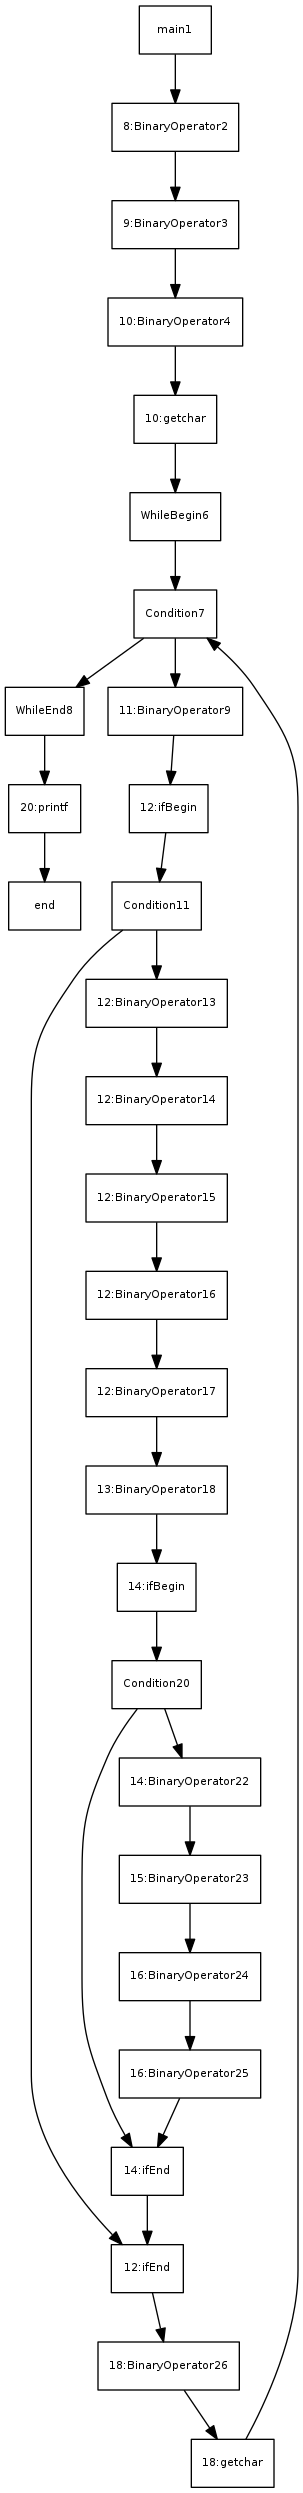 main1
8:BinaryOperator2
9:BinaryOperator3
10:BinaryOperator4
10:getchar
WhileBegin6
Condition7
WhileEnd8
11:BinaryOperator9
20:printf
12:ifBegin
end
Condition11
12:BinaryOperator13
12:BinaryOperator14
12:BinaryOperator15
12:BinaryOperator16
12:BinaryOperator17
13:BinaryOperator18
14:ifBegin
Condition20
14:BinaryOperator22
15:BinaryOperator23
16:BinaryOperator24
16:BinaryOperator25
14:ifEnd
12:ifEnd
18:BinaryOperator26
18:getchar